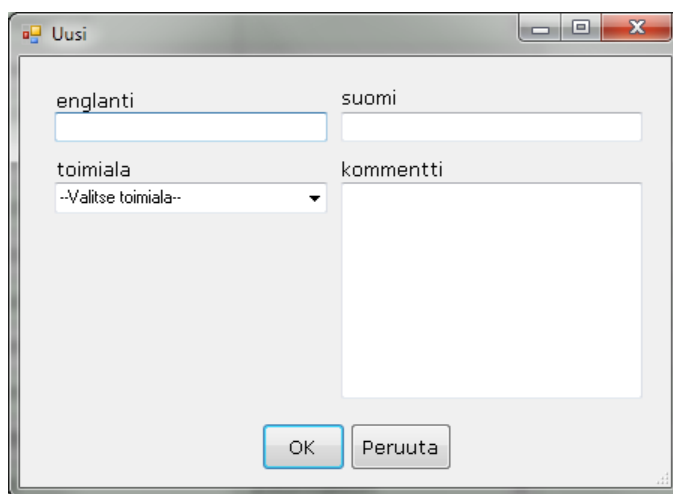 Uusi
englanti
suomi
toimiala
kommentti
--Valitse toimiala--
OK
Peruuta